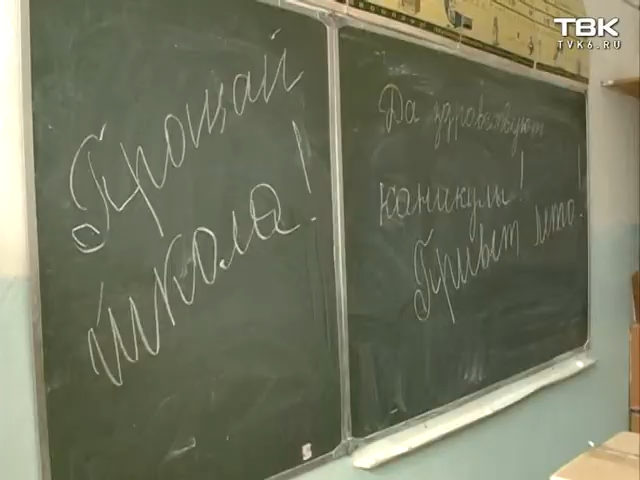 Прощай
школа!
Да здравствуют
каникулы!
Привет лето!
ТВК
TVK6.RU